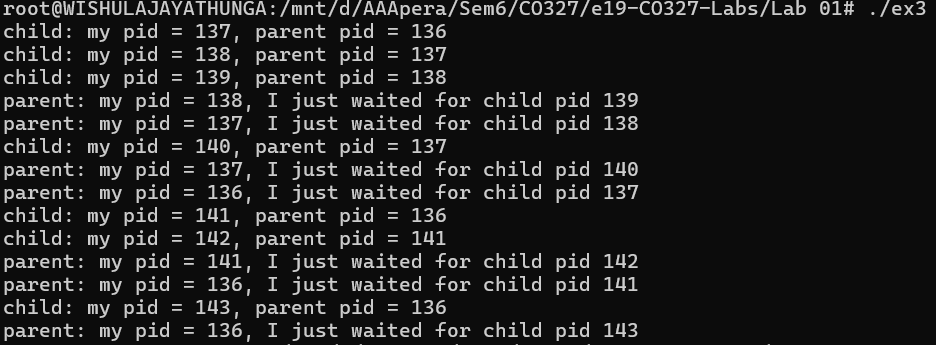 root@WISHULAJAYATHUNGA:/mnt/d/AAApera/Sem6/CO327/e19-CO327-Labs/Lab 01# ./ex3
child: my pid = 137, parent pid = 136
child: my pid = 138, parent pid = 137
child: my pid = 139, parent pid = 138
parent: my pid = 138, I just waited for child pid 139
parent: my pid = 137, I just waited for child pid 138
child: my pid = 140, parent pid = 137
parent: my pid = 137, I just waited for child pid 140
parent: my pid = 136, I just waited for child pid 137
child: my pid = 141, parent pid = 136
child: my pid = 142, parent pid = 141
parent: my pid = 141, I just waited for child pid 142
parent: my pid = 136, I just waited for child pid 141
child: my pid = 143, parent pid = 136
parent: my pid = 136, I just waited for child pid 143